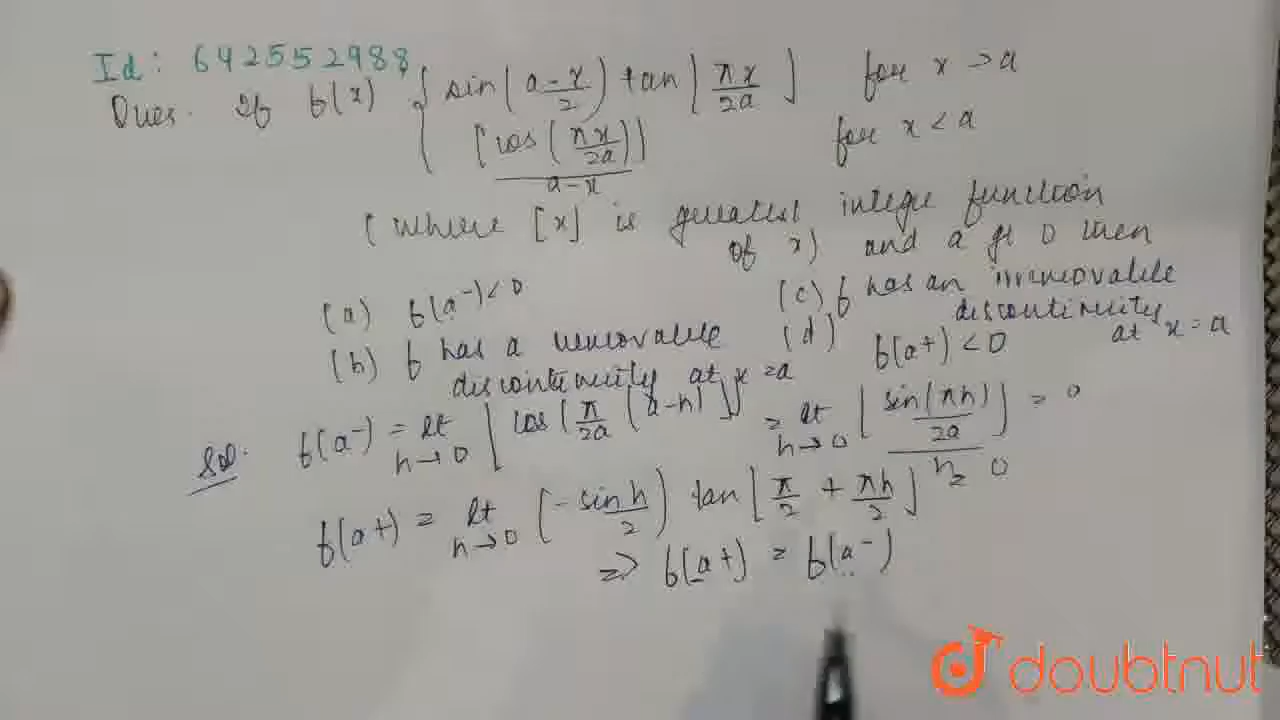 Id: 642552988
Ques. If f(x) { sin(a-x/2) tan[πx/2a] for x > a
[cos(πx/2a)]/a-x for x < a
(where [x] is greatest integer function
of x) and a gt 0 then
(a) f(a⁻) < 0
(c) f has an irremovable
discontinuity
at x = a
(b) f has a removable
discontinuity at x = a
(d) f(a+) < 0
Sol. f(a⁻) = lt h→0 [cos(π/2a (a-h)] = lt h→0 [sin(πh)/2a]/h = 0
f(a+) = lt h→0 (-sin h/2) tan[π/2 + πh/2] = 0
=> f(a+) = f(a⁻)
doubtnut